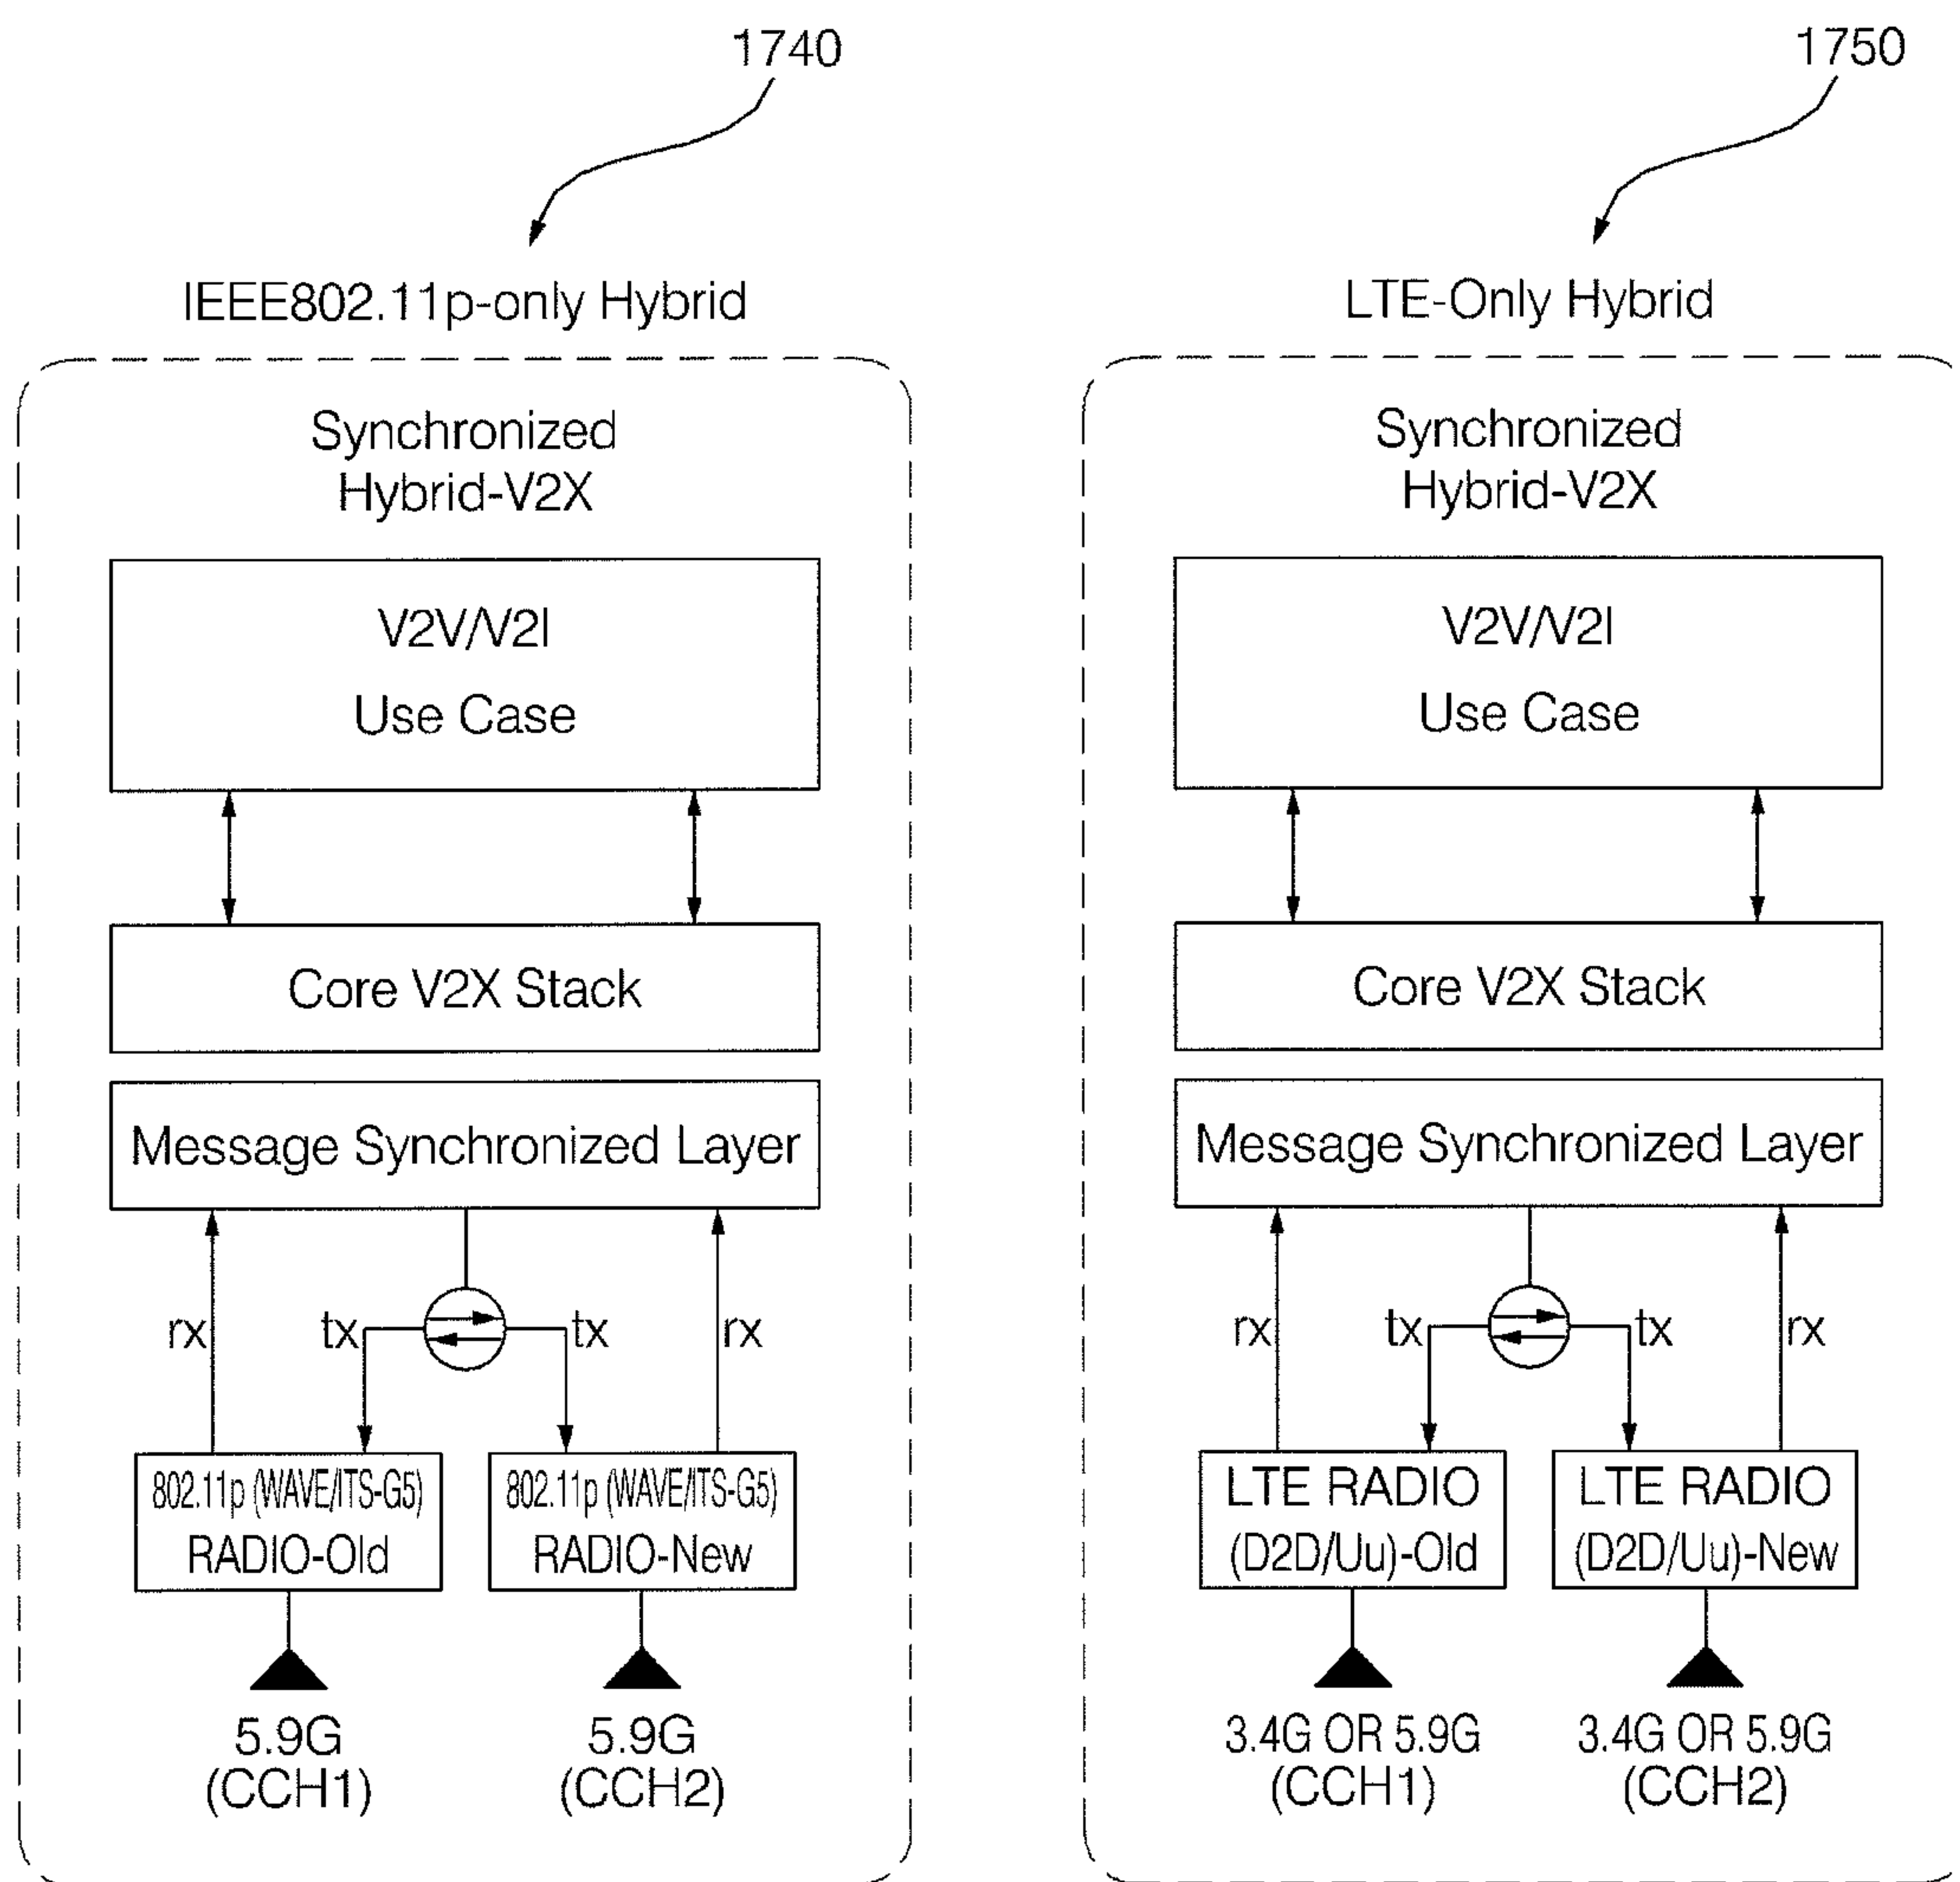 1740
IEEE802.11p-only Hybrid
Synchronized
Hybrid-V2X
V2V/V2I
Use Case
Core V2X Stack
Message Synchronized Layer
rx
tx
tx
rx
802.11p (WAVE/ITS-G5)
RADIO-Old
802.11p (WAVE/ITS-G5)
RADIO-New
5.9G
(CCH1)
5.9G
(CCH2)
1750
LTE-Only Hybrid
Synchronized
Hybrid-V2X
V2V/V2I
Use Case
Core V2X Stack
Message Synchronized Layer
rx
tx
tx
rx
LTE RADIO
(D2D/Uu)-Old
LTE RADIO
(D2D/Uu)-New
3.4G OR 5.9G
(CCH1)
3.4G OR 5.9G
(CCH2)